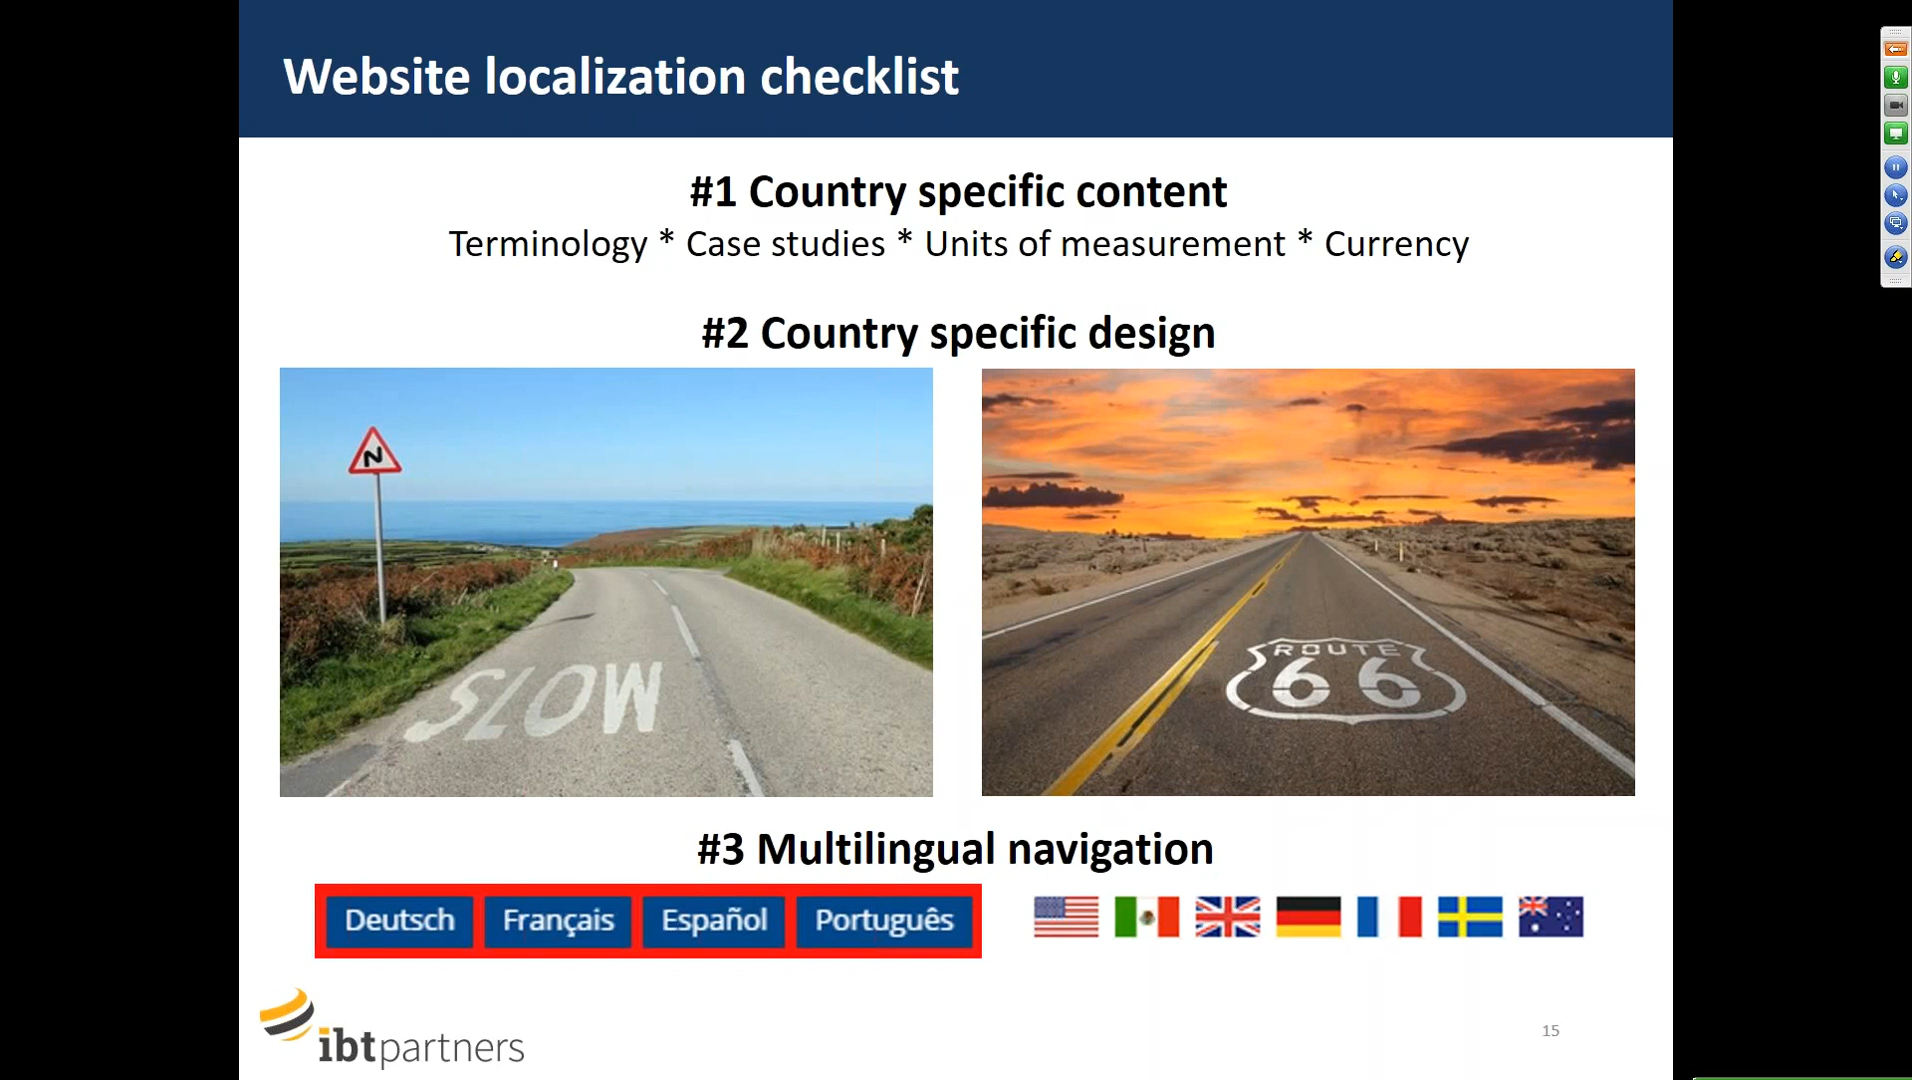 Website localization checklist
#1 Country specific content
Terminology * Case studies * Units of measurement * Currency
#2 Country specific design
SLOW
ROUTE
66
#3 Multilingual navigation
Deutsch Français Español Português
ibtpartners
15